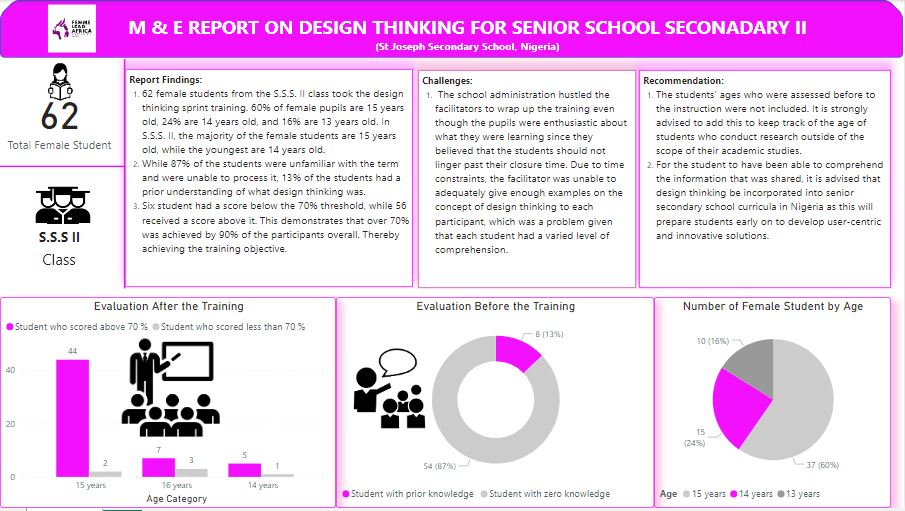 FEMME
LEAD
AFRICA
M & E REPORT ON DESIGN THINKING FOR SENIOR SCHOOL SECONADARY II
(St Joseph Secondary School, Nigeria)
62
Total Female Student
S.S.S II
Class
Report Findings:
1. 62 female students from the S.S.S. II class took the design
thinking sprint training. 60% of female pupils are 15 years
old, 24% are 14 years old, and 16% are 13 years old. In
S.S.S. II, the majority of the female students are 15 years
old, while the youngest are 14 years old.
2. While 87% of the students were unfamiliar with the term
and were unable to process it, 13% of the students had a
prior understanding of what design thinking was.
3. Six student had a score below the 70% threshold, while 56
received a score above it. This demonstrates that over 70%
was achieved by 90% of the participants overall. Thereby
achieving the training objective.
Challenges:
1. The school administration hustled the
facilitators to wrap up the training even
though the pupils were enthusiastic about
what they were learning since they
believed that the students should not
linger past their closure time. Due to time
constraints, the facilitator was unable to
adequately give enough examples on the
concept of design thinking to each
participant, which was a problem given
that each student had a varied level of
comprehension.
Recommendation:
1. The students' ages who were assessed before to
the instruction were not included. It is strongly
advised to add this to keep track of the age of
students who conduct research outside of the
scope of their academic studies.
2. For the student to have been able to comprehend
the information that was shared, it is advised that
design thinking be incorporated into senior
secondary school curricula in Nigeria as this will
prepare students early on to develop user-centric
and innovative solutions.
Evaluation After the Training
Student who scored above 70 % Student who scored less than 70 %
44
40
20
7
5
2
3
1
0
15 years 16 years 14 years
Age Category
Evaluation Before the Training
8 (13%)
54 (87%)
Student with prior knowledge Student with zero knowledge
Number of Female Student by Age
10 (16%)
15
(24%)
37 (60%)
Age 15 years 14 years 13 years